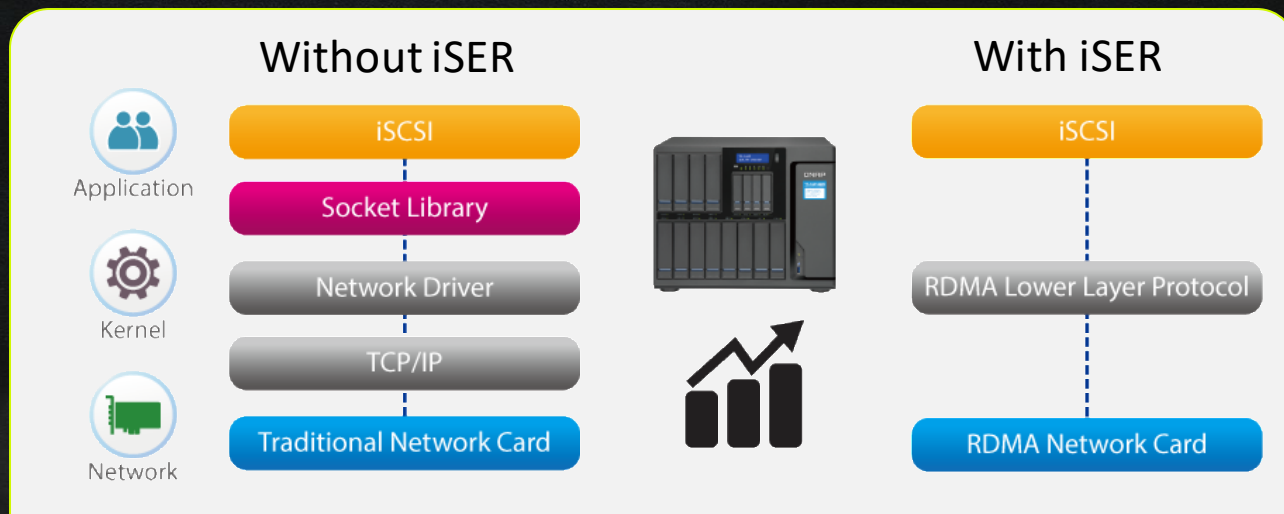 Without iSER
With iSER
Application
Kernel
Network
iSCSI
Socket Library
Network Driver
TCP/IP
Traditional Network Card
QNAP
iSCSI
RDMA Lower Layer Protocol
RDMA Network Card